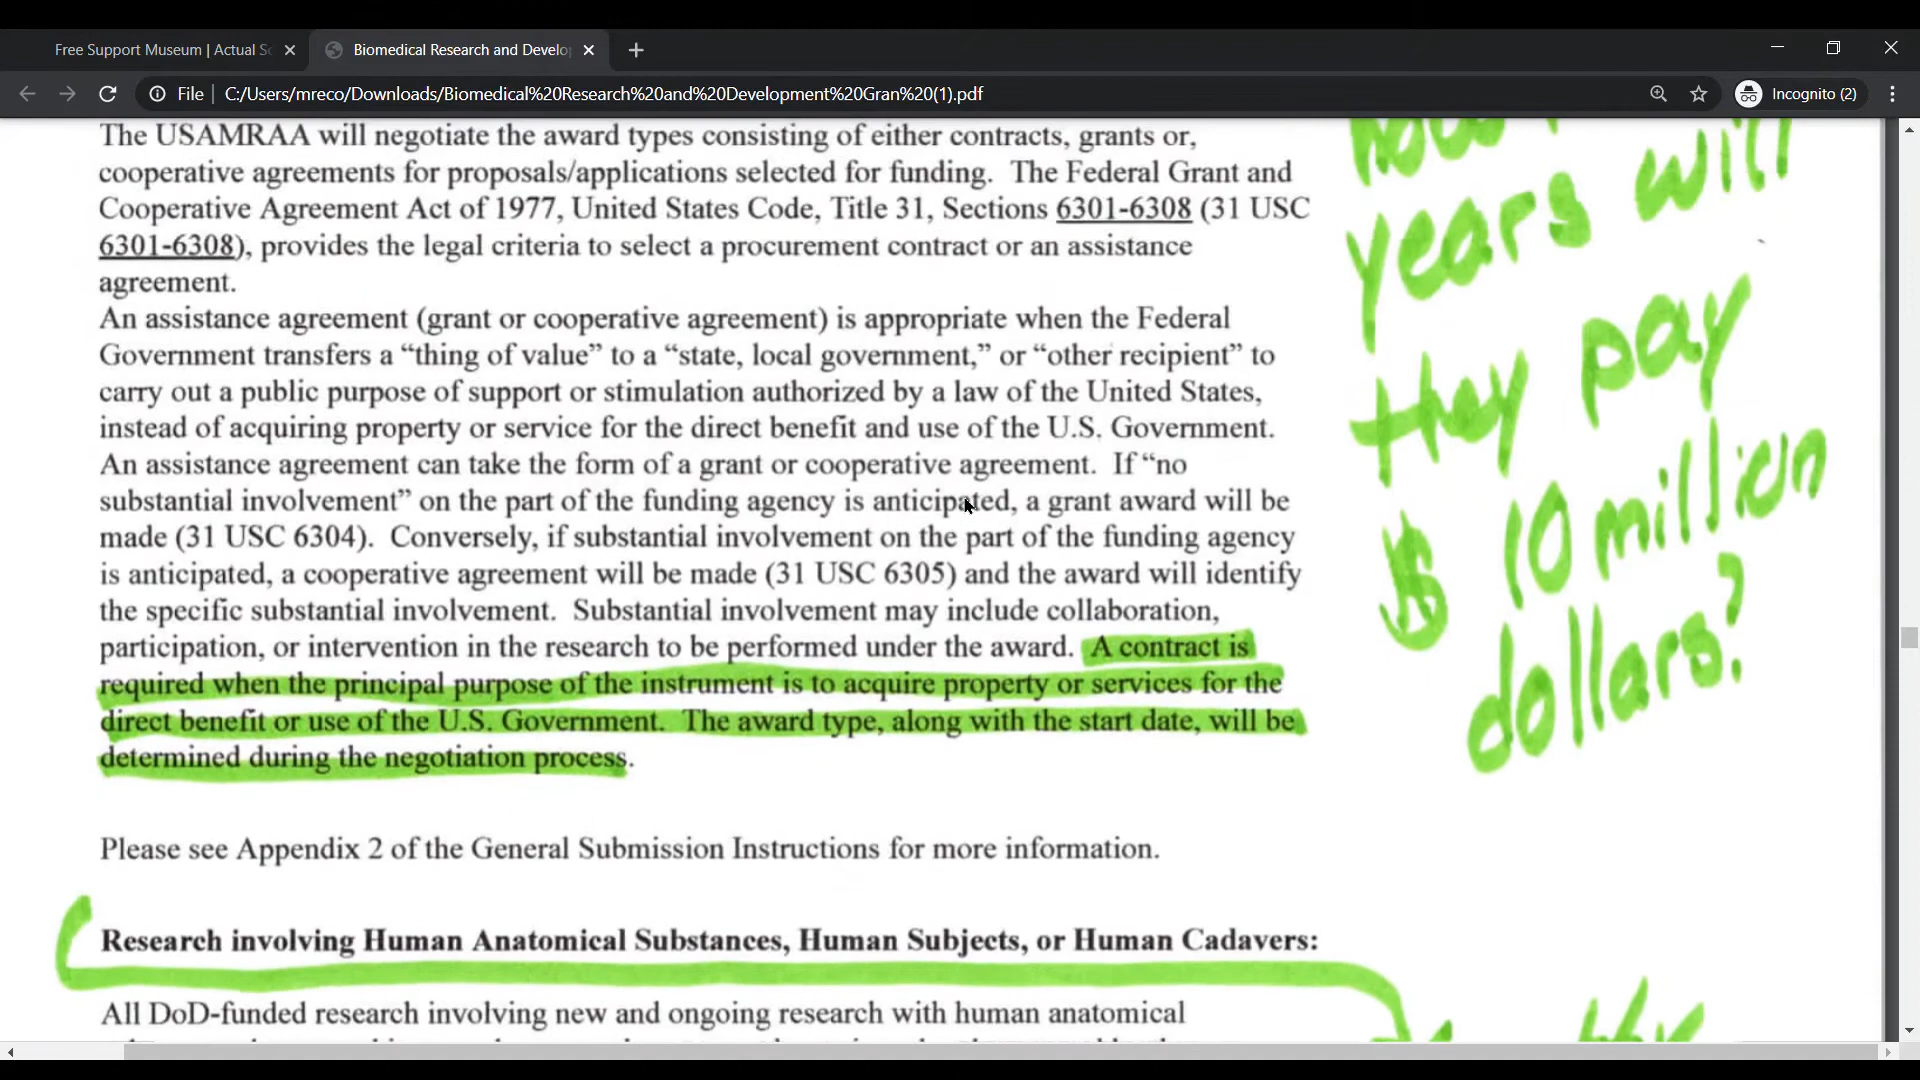 Free Support Museum | Actual Sc
Biomedical Research and Develop
File
C:/Users/mreco/Downloads/Biomedical%20Research%20and%20Development%20Gran%20(1).pdf
Incognito (2)
The USAMRAA will negotiate the award types consisting of either contracts, grants or,
cooperative agreements for proposals/applications selected for funding. The Federal Grant and
Cooperative Agreement Act of 1977, United States Code, Title 31, Sections 6301-6308 (31 USC
6301-6308), provides the legal criteria to select a procurement contract or an assistance
agreement.
An assistance agreement (grant or cooperative agreement) is appropriate when the Federal
Government transfers a “thing of value” to a “state, local government,” or “other recipient” to
carry out a public purpose of support or stimulation authorized by a law of the United States,
instead of acquiring property or service for the direct benefit and use of the U.S. Government.
An assistance agreement can take the form of a grant or cooperative agreement. If “no
substantial involvement” on the part of the funding agency is anticipated, a grant award will be
made (31 USC 6304). Conversely, if substantial involvement on the part of the funding agency
is anticipated, a cooperative agreement will be made (31 USC 6305) and the award will identify
the specific substantial involvement. Substantial involvement may include collaboration,
participation, or intervention in the research to be performed under the award. A contract is
required when the principal purpose of the instrument is to acquire property or services for the
direct benefit or use of the U.S. Government. The award type, along with the start date, will be
determined during the negotiation process.
Please see Appendix 2 of the General Submission Instructions for more information.
Research involving Human Anatomical Substances, Human Subjects, or Human Cadavers:
All DoD-funded research involving new and ongoing research with human anatomical
years will
they pay
$ 10 million
dollars?